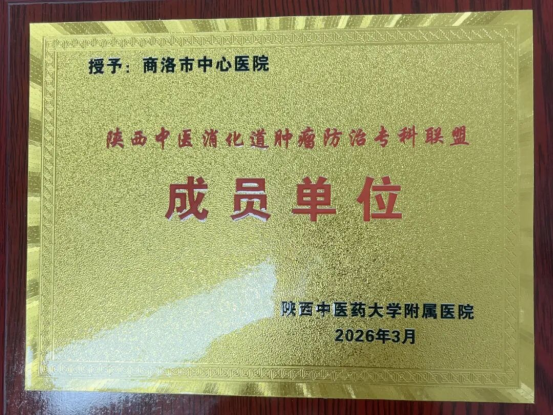 授予：商洛市中心医院
陕西中医消化道肿瘤防治专科联盟
成员单位
陕西中医药大学附属医院
2026年3月